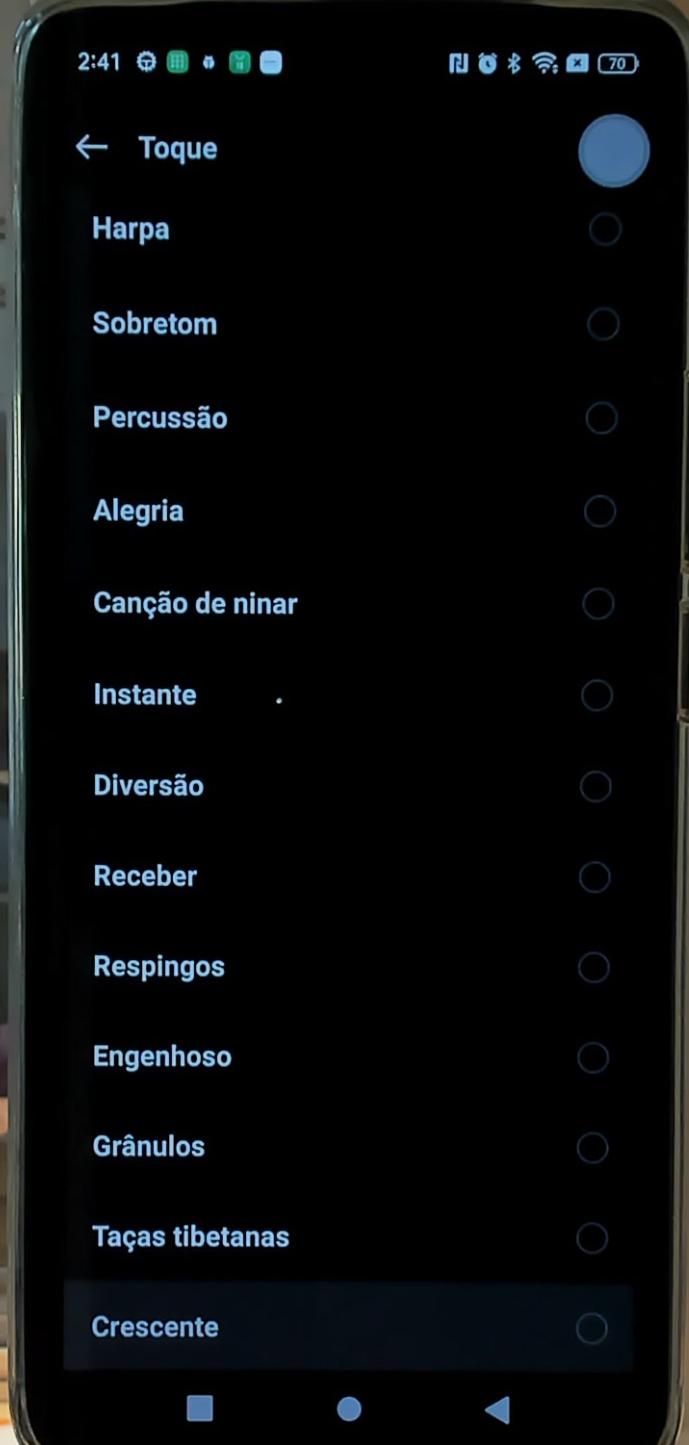 2:41
70
Toque
Harpa
Sobretom
Percussão
Alegria
Canção de ninar
Instante
Diversão
Receber
Respingos
Engenhoso
Grânulos
Taças tibetanas
Crescente